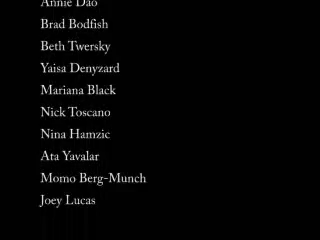 Annie Dao
Brad Bodfish
Beth Twersky
Yaisa Denyzard
Mariana Black
Nick Toscano
Nina Hamzic
Ata Yavalar
Momo Berg-Munch
Joey Lucas